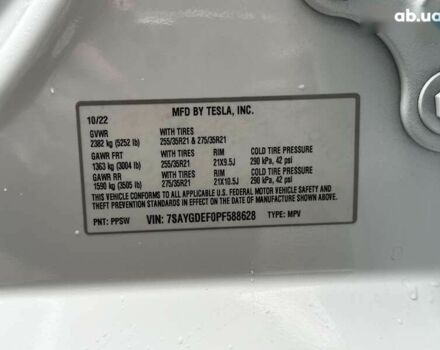 ab.ua
MFD BY TESLA, INC.
10/22
GVWR WITH TIRES
2382 kg (5252 lb) 255/35R21 & 275/35R21
GAWR FRT WITH TIRES RIM COLD TIRE PRESSURE
1363 kg (3004 lb) 255/35R21 21X9.5J 290 kPa, 42 psi
GAWR RR WITH TIRES RIM COLD TIRE PRESSURE
1590 kg (3505 lb) 275/35R21 21X10.5J 290 kPa, 42 psi
THIS VEHICLE CONFORMS TO ALL APPLICABLE U.S. FEDERAL MOTOR VEHICLE SAFETY AND
THEFT PREVENTION STANDARDS IN EFFECT ON THE DATE OF MANUFACTURE SHOWN ABOVE.
PNT: PPSW VIN: 7SAYGDEF0PF588628 TYPE: MPV